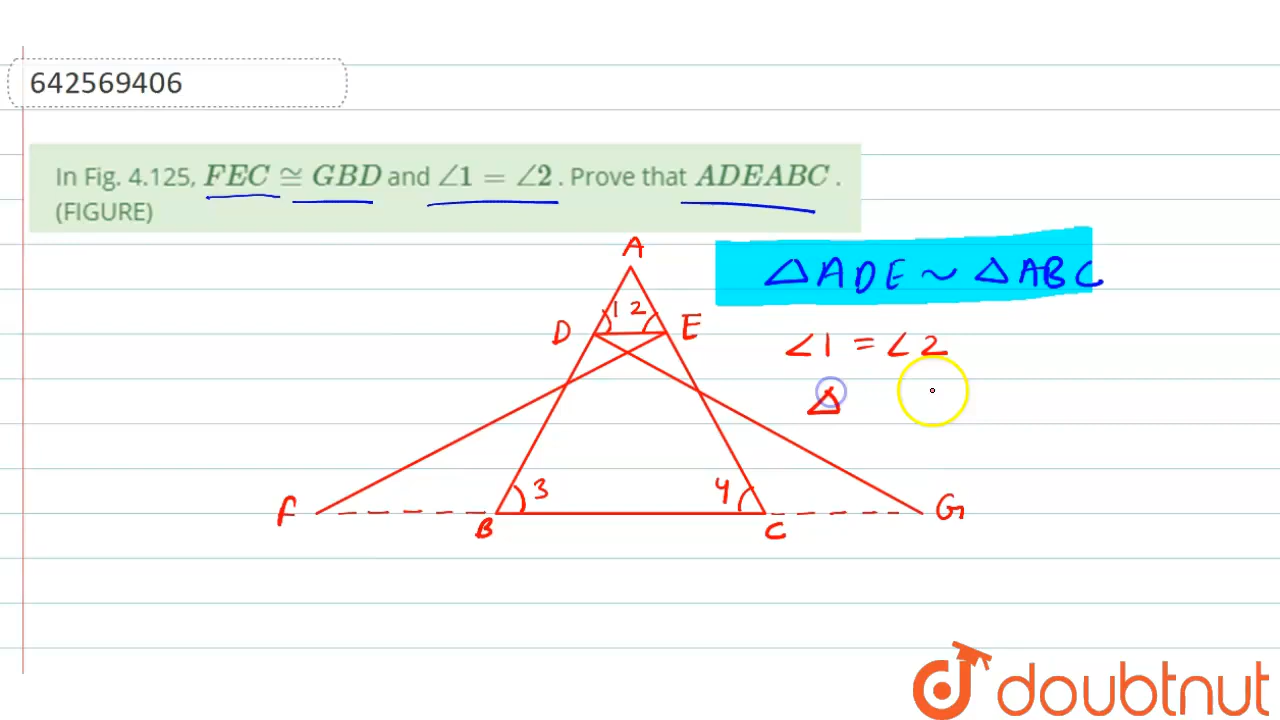 642569406
In Fig. 4.125, FEC ≅ GBD and ∠1 = ∠2 . Prove that ADEABC .
(FIGURE)
A
△ADE ~ △ABC
1 2
D E
∠1 = ∠2
△
3 4
F B C G
doubtnut